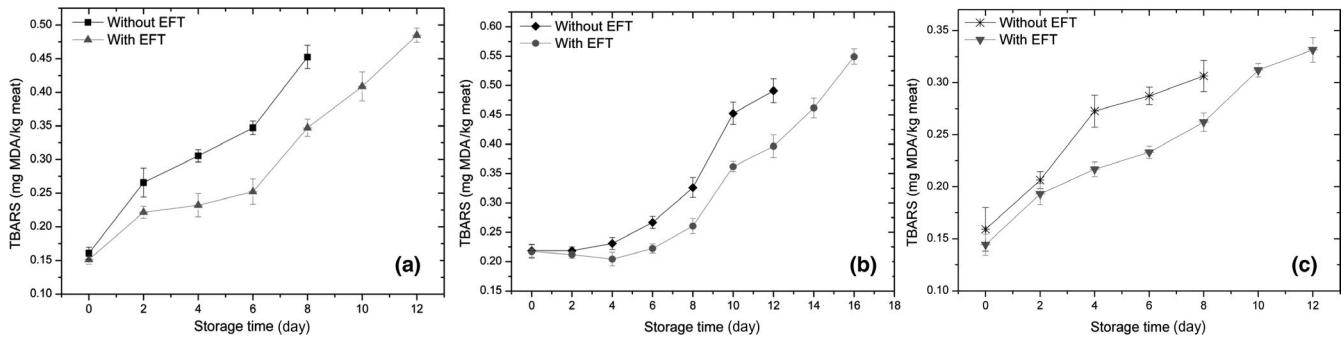 0.50
0.45
0.40
0.35
0.30
0.25
0.20
0.15
0.10
TBARS (mg MDA/kg meat)
Without EFT
With EFT
(a)
0 2 4 6 8 10 12
Storage time (day)
0.60
0.55
0.50
0.45
0.40
0.35
0.30
0.25
0.20
0.15
TBARS (mg MDA/kg meat)
Without EFT
With EFT
(b)
0 2 4 6 8 10 12 14 16 18
Storage time (day)
0.35
0.30
0.25
0.20
0.15
0.10
TBARS (mg MDA/kg meat)
Without EFT
With EFT
(c)
0 2 4 6 8 10 12
Storage time (day)